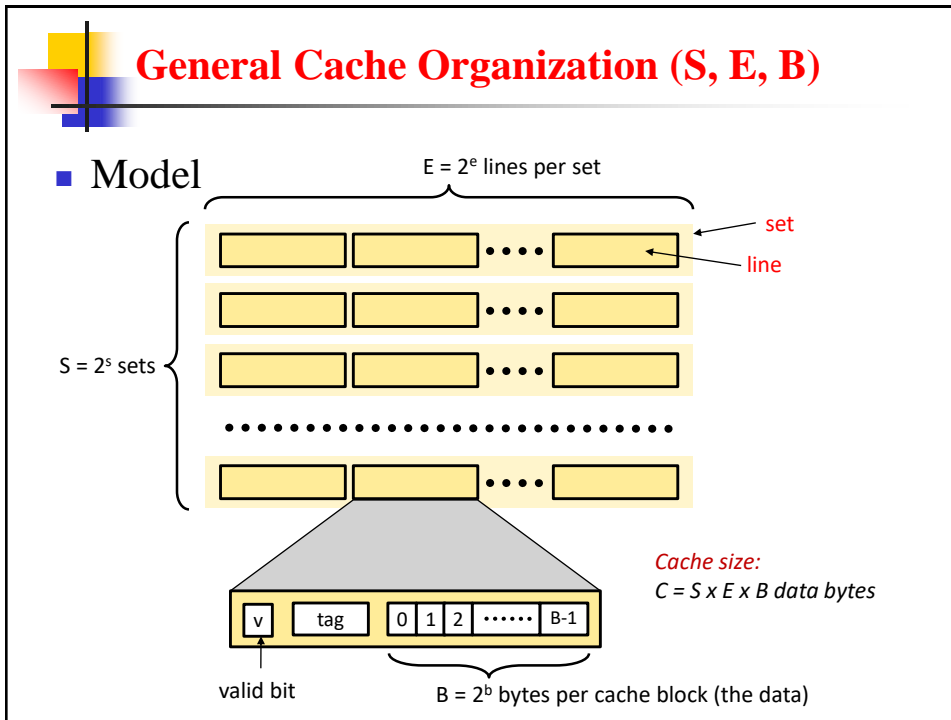 General Cache Organization (S, E, B)
■ Model
E = 2ᵉ lines per set
set
line
S = 2ˢ sets
Cache size:
C = S x E x B data bytes
v tag 0 1 2 •••••• B-1
valid bit
B = 2ᵇ bytes per cache block (the data)